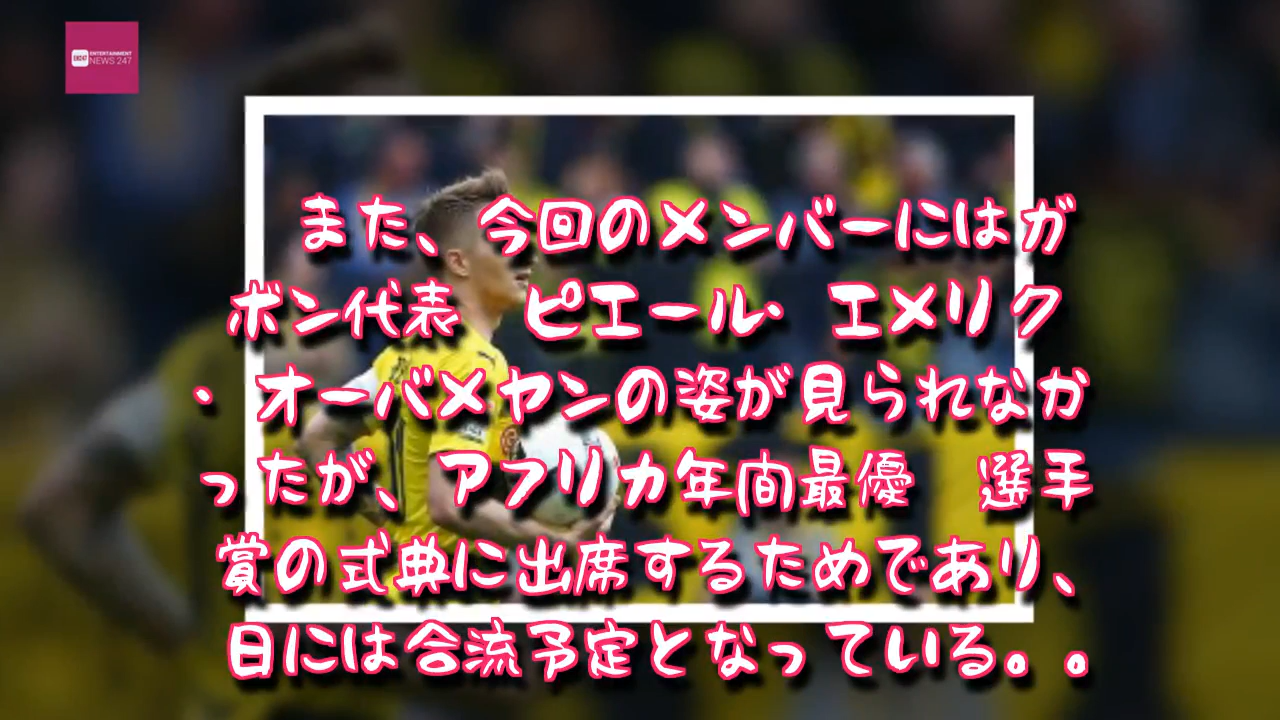 ENTERTAINMENT
NEWS 247
また、今回のメンバーにはガ
ボン代表 ピエール・ エメリク
・オーバメヤンの姿が見られなか
ったが、アフリカ年間最優 選手
賞の式典に出席するためであり、
日には合流予定となっている。。